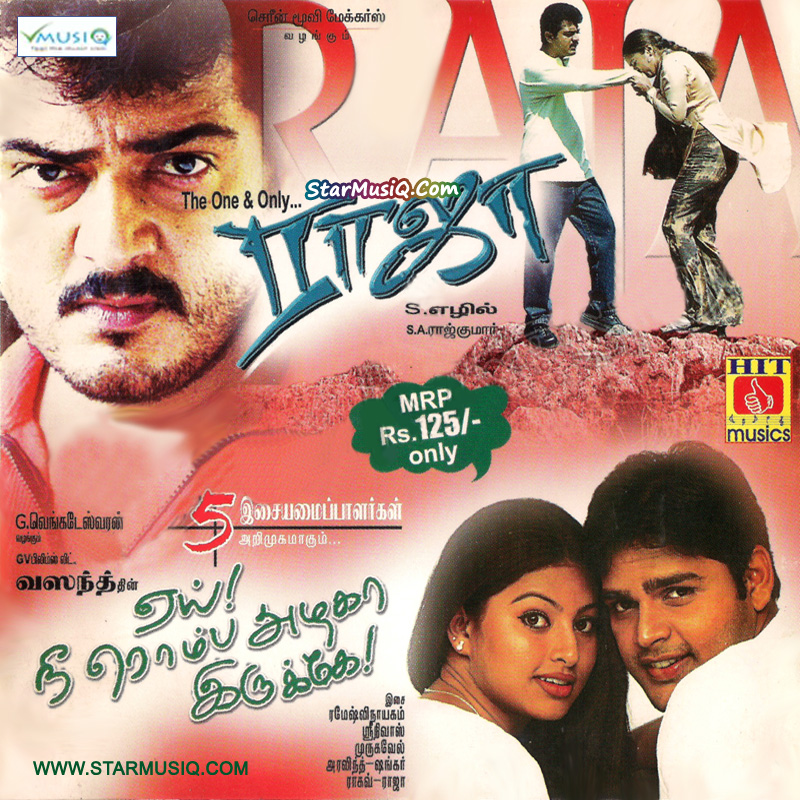 VMUSIQ
செரீன் மூவி மேக்கர்ஸ்
வழங்கும்
RAJA
StarMusiQ.Com
The One & Only...
ராஜா
S.எழில்
S.A.ராஜ்குமார்
HIT
musics
MRP
Rs.125/-
only
5 இசையமைப்பாளர்கள்
அறிமுகமாகும்...
G.வெங்கடேஸ்வரன்
வழங்கும்
GVபிலிம்ஸ் லிட்.
வஸந்த்தின்
ஏய்!
நீ ரொம்ப அழகா
இருக்கே!
இசை
ரமேஷ்விநாயகம்
ஸ்ரீநிவாஸ்
முருகவேல்
அரவிந்த்-ஷங்கர்
ராகவ்-ராஜா
WWW.STARMUSIQ.COM